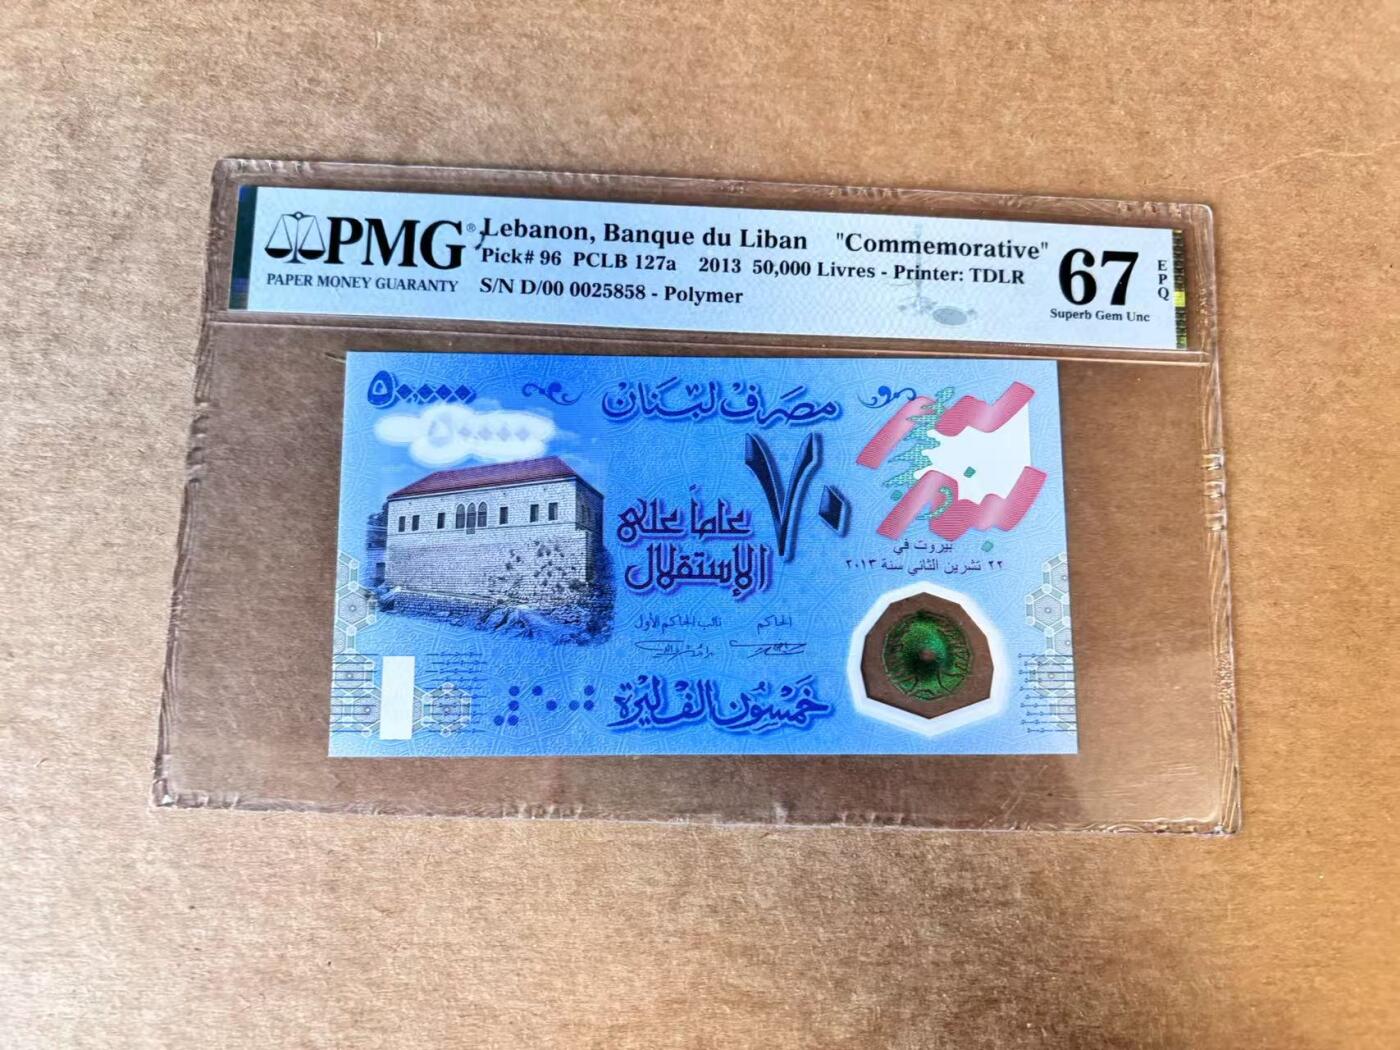 PMG®
PAPER MONEY GUARANTY
Lebanon, Banque du Liban "Commemorative"
Pick# 96 PCLB 127a 2013 50,000 Livres - Printer: TDLR
S/N D/00 0025858 - Polymer
67
EPQ
Superb Gem Unc
٥٠٠٠٠
مصرف لبنان
٥٠٠٠٠
٧٠
عاماً على
الإستقلال
بيروت في
٢٢ تشرين الثاني سنة ٢٠١٣
الحاكم
نائب الحاكم الأول
خمسون ألف ليرة